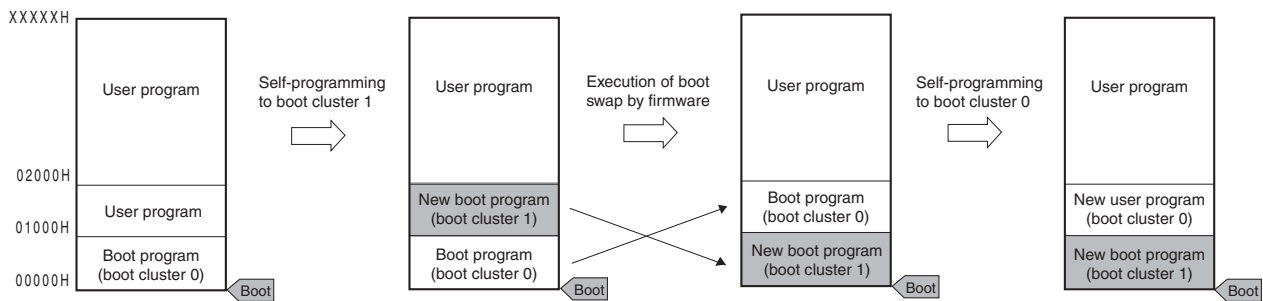 XXXXXH
User program
02000H
User program
01000H
Boot program
(boot cluster 0)
00000H
Boot
Self-programming
to boot cluster 1
User program
New boot program
(boot cluster 1)
Boot program
(boot cluster 0)
Boot
Execution of boot
swap by firmware
User program
Boot program
(boot cluster 0)
New boot program
(boot cluster 1)
Boot
Self-programming
to boot cluster 0
User program
New user program
(boot cluster 0)
New boot program
(boot cluster 1)
Boot